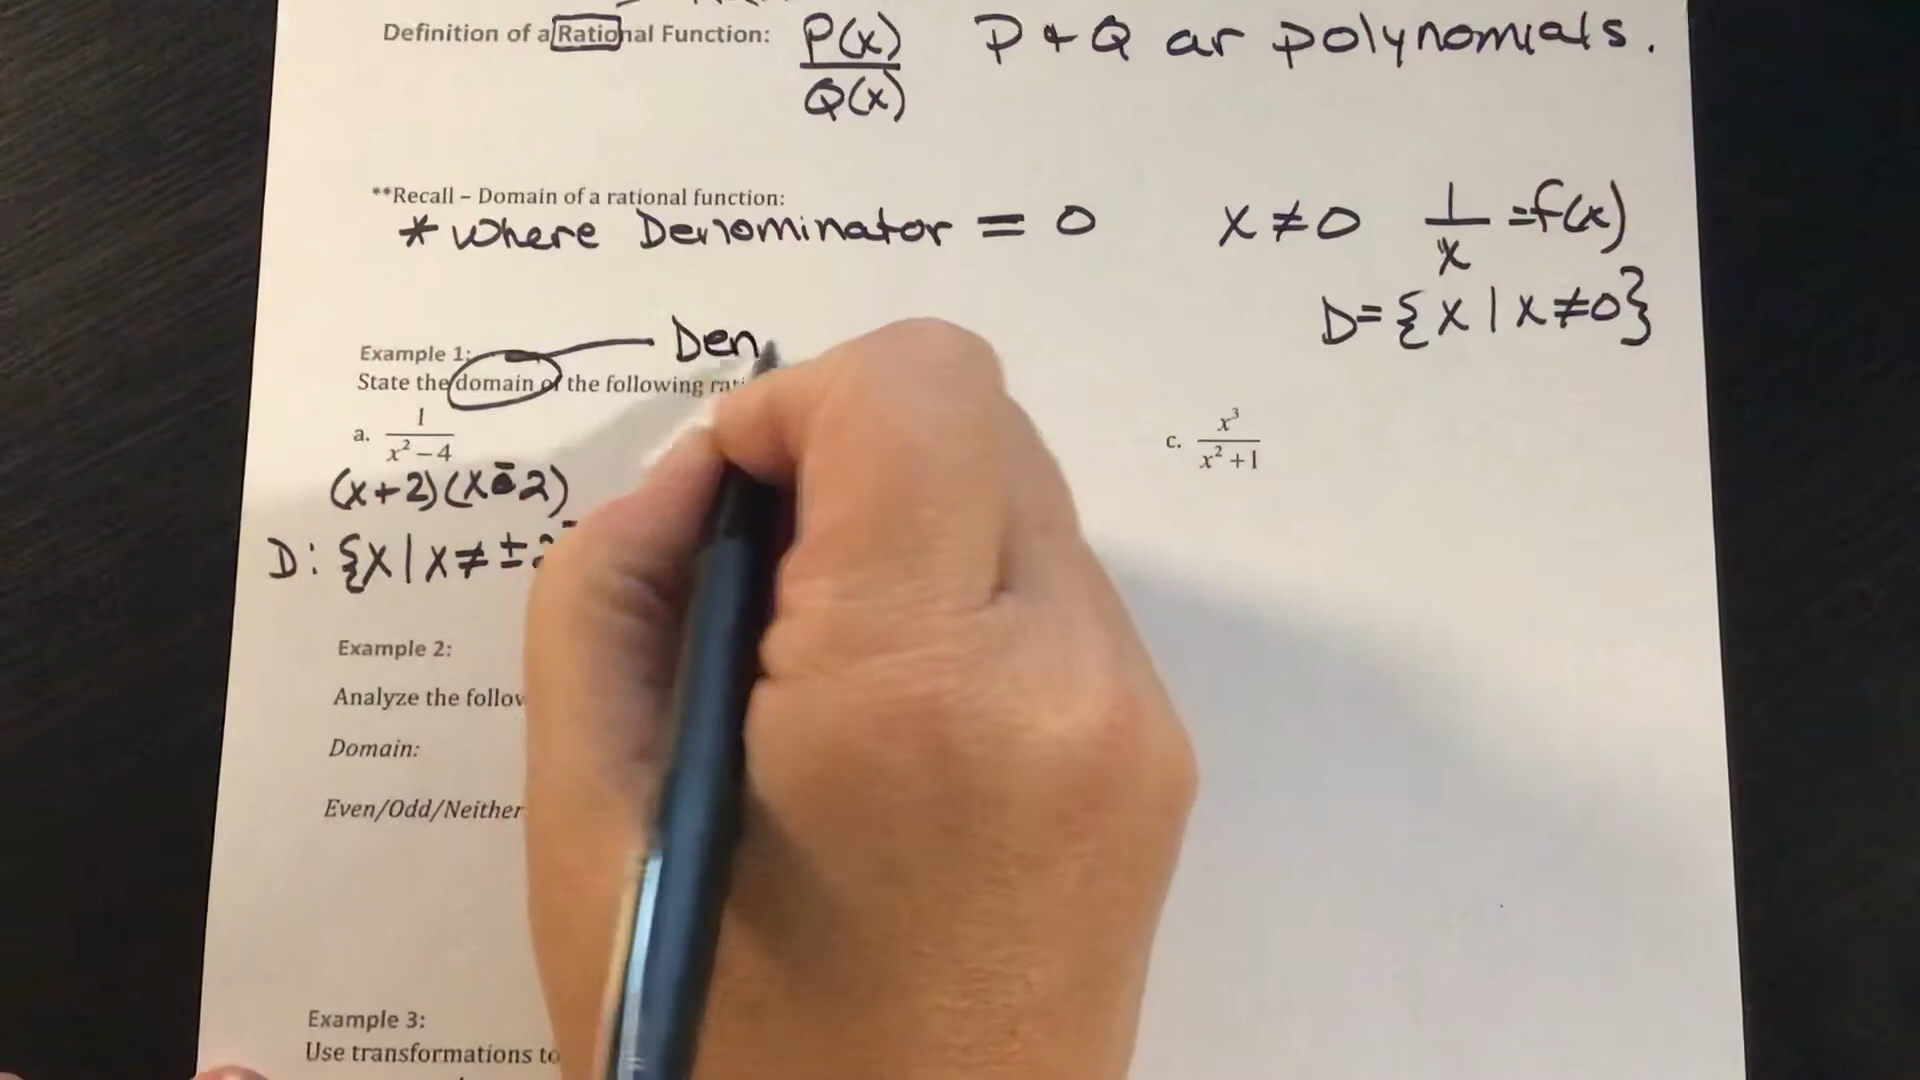 Definition of a Rational Function: P(x)/Q(x) P + Q ar polynomials.
**Recall – Domain of a rational function:
* where Denominator = 0 x ≠ 0 1/x = f(x)
D = {x | x ≠ 0}
Example 1: Den
State the domain of the following
a. 1/(x² – 4) c. x³/(x² + 1)
(x+2)(x-2)
D: {x | x ≠ ±2
Example 2:
Analyze the follow
Domain:
Even/Odd/Neither
Example 3:
Use transformations to